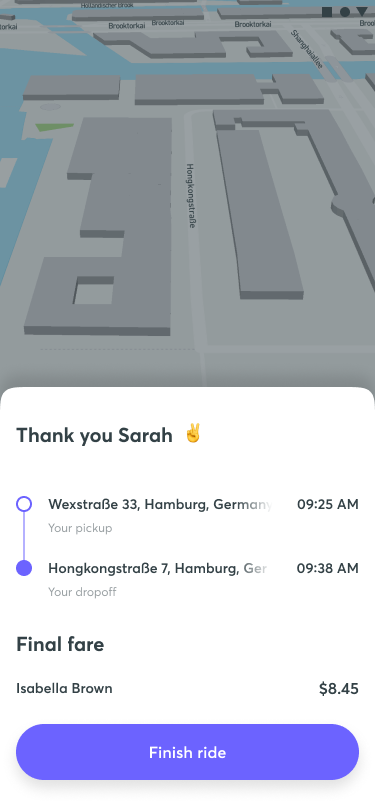 Holländischer Brook
Brooktorkai
Brooktorkai
Brooktorkai
Shanghaiallee
Hongkongstraße
Thank you Sarah ✌️
Wexstraße 33, Hamburg, Germany
09:25 AM
Your pickup
Hongkongstraße 7, Hamburg, Ger
09:38 AM
Your dropoff
Final fare
Isabella Brown
$8.45
Finish ride